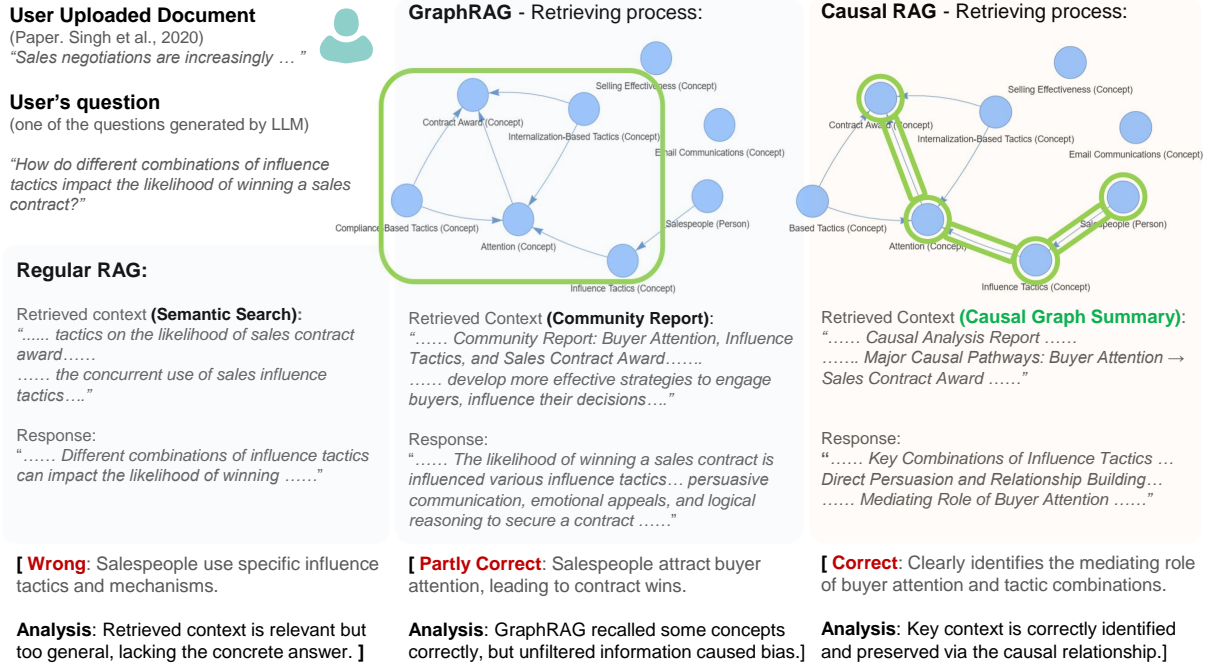 User Uploaded Document
(Paper. Singh et al., 2020)
"Sales negotiations are increasingly … "
User's question
(one of the questions generated by LLM)
"How do different combinations of influence
tactics impact the likelihood of winning a sales
contract?"
Regular RAG:
Retrieved context (Semantic Search):
"...... tactics on the likelihood of sales contract
award……
…… the concurrent use of sales influence
tactics…."
Response:
"…… Different combinations of influence tactics
can impact the likelihood of winning ……"
[ Wrong: Salespeople use specific influence
tactics and mechanisms.
Analysis: Retrieved context is relevant but
too general, lacking the concrete answer. ]
GraphRAG - Retrieving process:
Selling Effectiveness (Concept)
Contract Award (Concept)
Internalization-Based Tactics (Concept)
Email Communications (Concept)
Compliance-Based Tactics (Concept)
Salespeople (Person)
Attention (Concept)
Influence Tactics (Concept)
Retrieved Context (Community Report):
"…… Community Report: Buyer Attention, Influence
Tactics, and Sales Contract Award…….
…… develop more effective strategies to engage
buyers, influence their decisions…."
Response:
"…… The likelihood of winning a sales contract is
influenced various influence tactics… persuasive
communication, emotional appeals, and logical
reasoning to secure a contract ……"
[ Partly Correct: Salespeople attract buyer
attention, leading to contract wins.
Analysis: GraphRAG recalled some concepts
correctly, but unfiltered information caused bias.]
Causal RAG - Retrieving process:
Selling Effectiveness (Concept)
Contract Award (Concept)
Internalization-Based Tactics (Concept)
Email Communications (Concept)
Based Tactics (Concept)
Salespeople (Person)
Attention (Concept)
Influence Tactics (Concept)
Retrieved Context (Causal Graph Summary):
"…… Causal Analysis Report ……
……. Major Causal Pathways: Buyer Attention →
Sales Contract Award ……"
Response:
"…… Key Combinations of Influence Tactics …
Direct Persuasion and Relationship Building…
…… Mediating Role of Buyer Attention ……"
[ Correct: Clearly identifies the mediating role
of buyer attention and tactic combinations.
Analysis: Key context is correctly identified
and preserved via the causal relationship.]